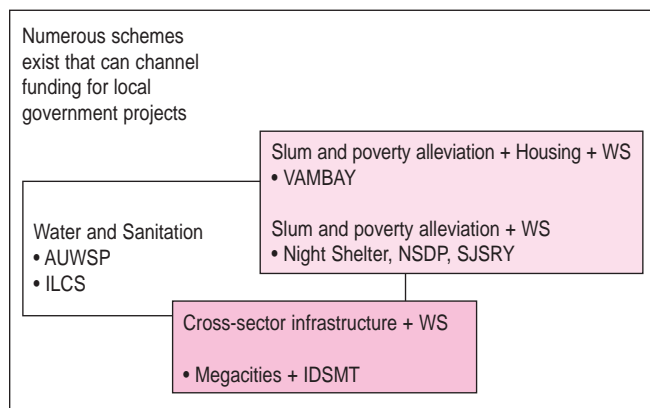 Numerous schemes
exist that can channel
funding for local
government projects
Slum and poverty alleviation + Housing + WS
• VAMBAY
Slum and poverty alleviation + WS
• Night Shelter, NSDP, SJSRY
Water and Sanitation
• AUWSP
• ILCS
Cross-sector infrastructure + WS
• Megacities + IDSMT